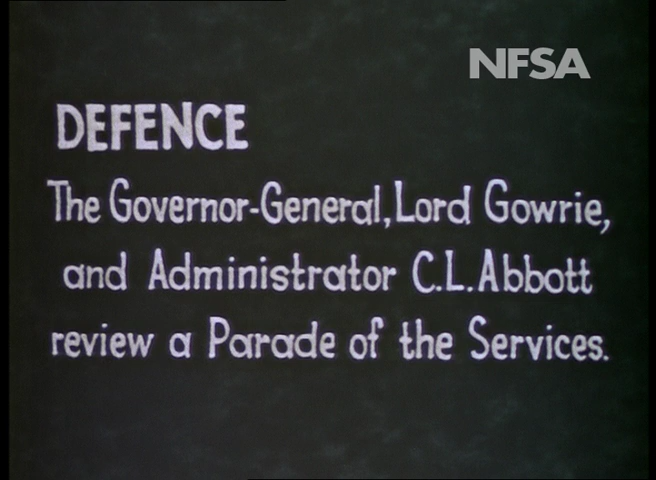 NFSA
DEFENCE
The Governor-General, Lord Gowrie,
and Administrator C.L. Abbott
review a Parade of the Services.